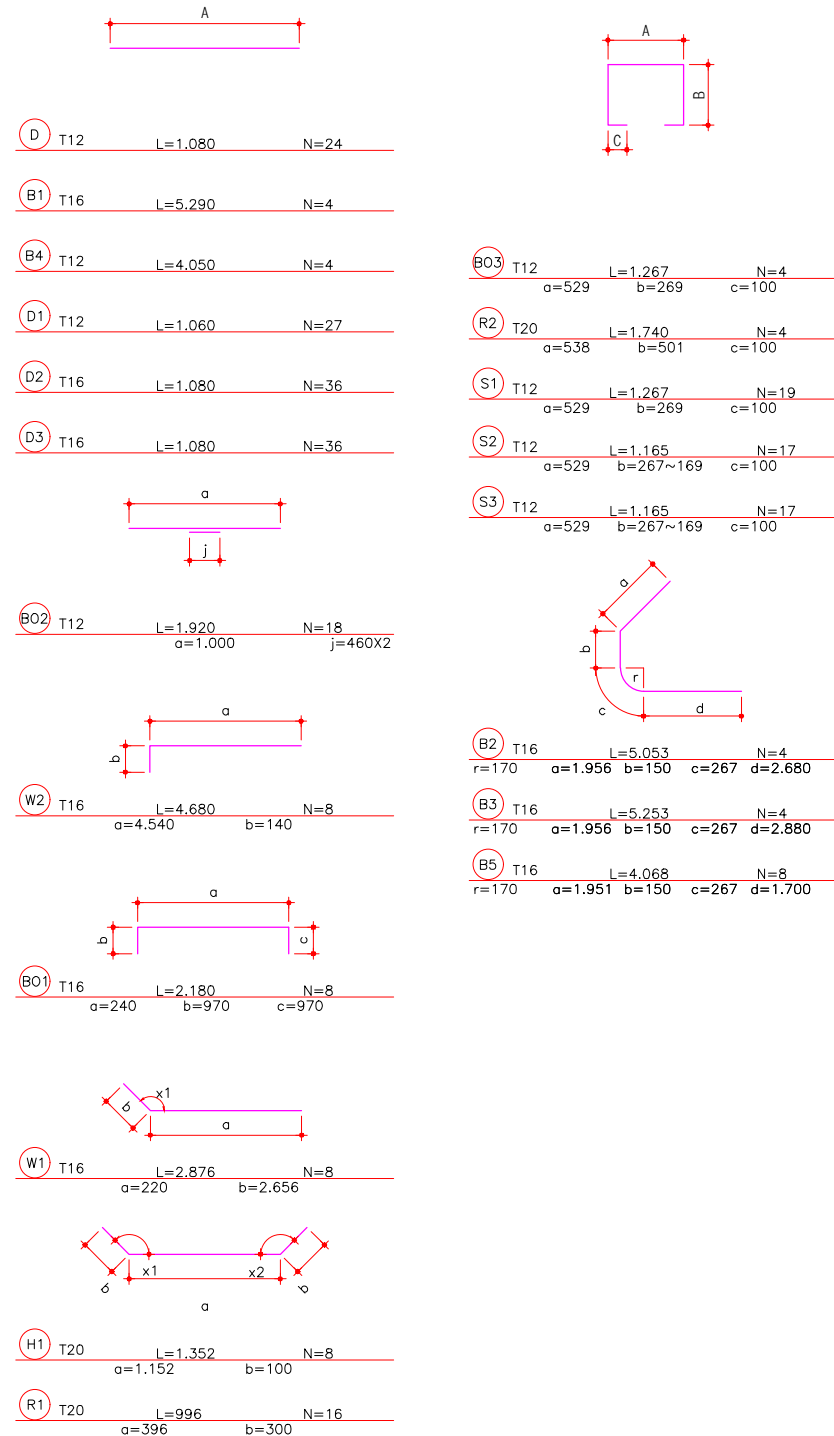 A
D T12 L=1.080 N=24
B1 T16 L=5.290 N=4
B4 T12 L=4.050 N=4
D1 T12 L=1.060 N=27
D2 T16 L=1.080 N=36
D3 T16 L=1.080 N=36
a
j
BO2 T12 L=1.920 N=18
a=1.000 j=460X2
a
b
W2 T16 L=4.680 N=8
a=4.540 b=140
a
b c
BO1 T16 L=2.180 N=8
a=240 b=970 c=970
x1
b
a
W1 T16 L=2.876 N=8
a=220 b=2.656
b x1 x2 b
a
H1 T20 L=1.352 N=8
a=1.152 b=100
R1 T20 L=996 N=16
a=396 b=300
A
B
C
BO3 T12 L=1.267 N=4
a=529 b=269 c=100
R2 T20 L=1.740 N=4
a=538 b=501 c=100
S1 T12 L=1.267 N=19
a=529 b=269 c=100
S2 T12 L=1.165 N=17
a=529 b=267~169 c=100
S3 T12 L=1.165 N=17
a=529 b=267~169 c=100
a
b
r
c d
B2 T16 L=5.053 N=4
r=170 a=1.956 b=150 c=267 d=2.680
B3 T16 L=5.253 N=4
r=170 a=1.956 b=150 c=267 d=2.880
B5 T16 L=4.068 N=8
r=170 a=1.951 b=150 c=267 d=1.700